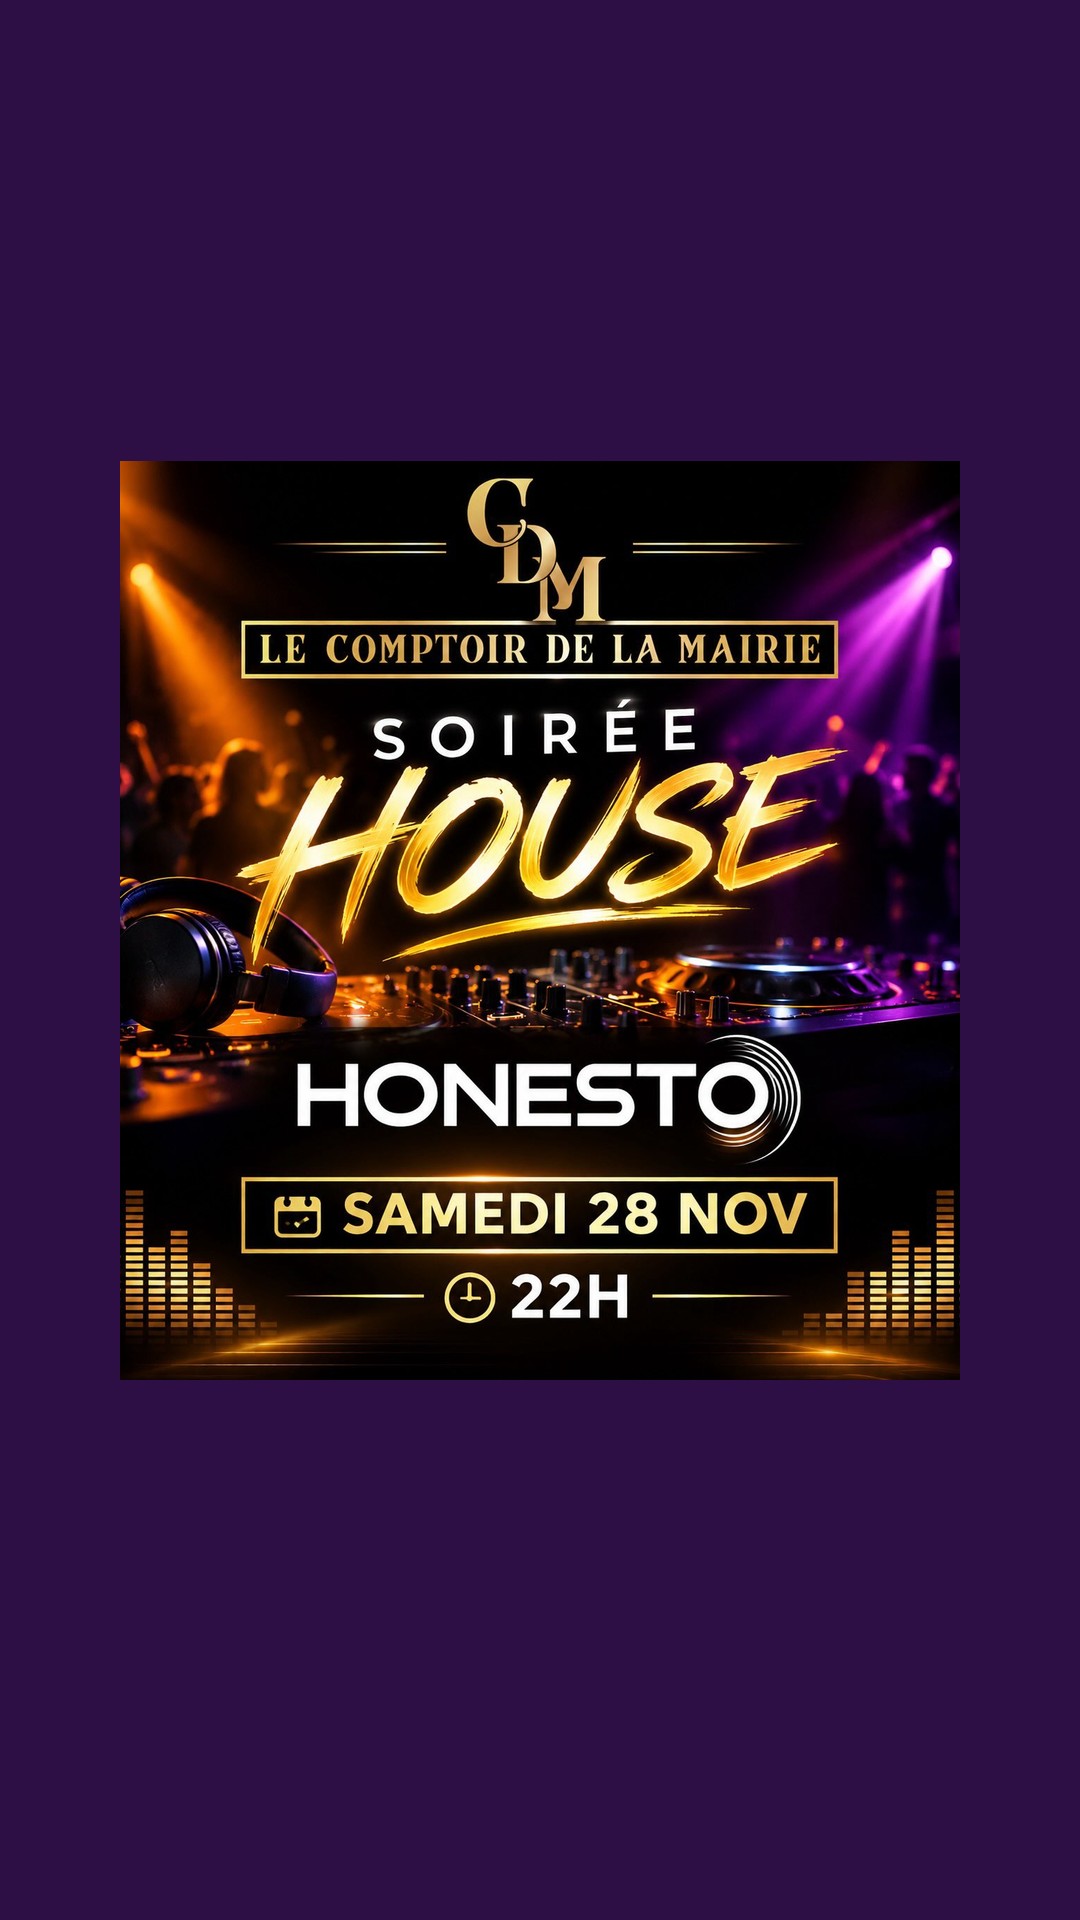 CDM
LE COMPTOIR DE LA MAIRIE
SOIRÉE
HOUSE
HONESTO
SAMEDI 28 NOV
22H